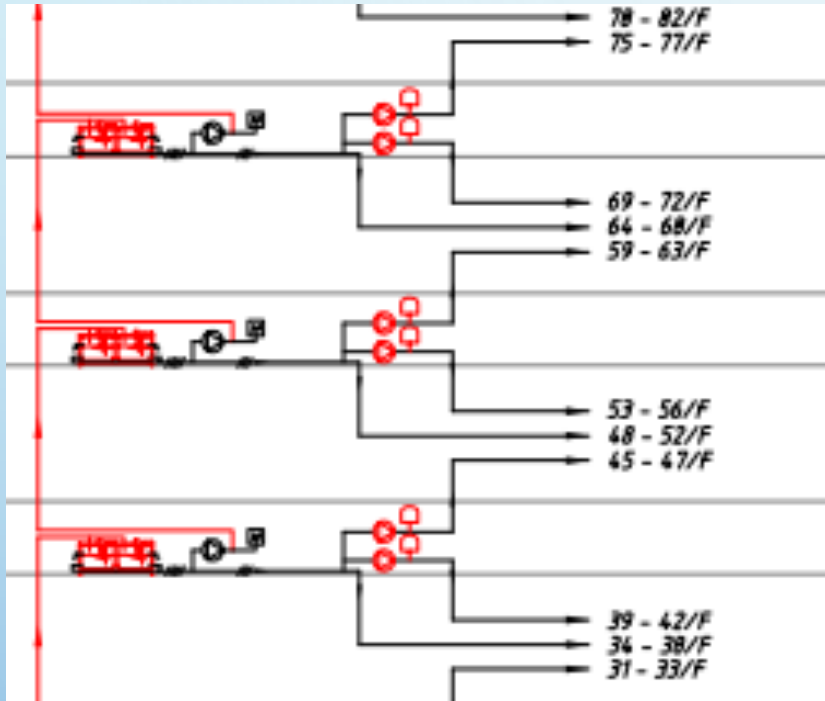 78 - 82/F
75 - 77/F
69 - 72/F
64 - 68/F
59 - 63/F
53 - 56/F
48 - 52/F
45 - 47/F
39 - 42/F
34 - 38/F
31 - 33/F